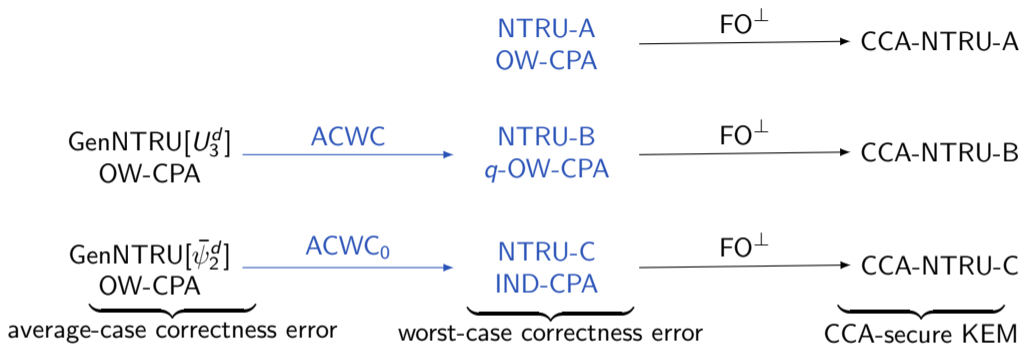 NTRU-A
OW-CPA
FO⊥
CCA-NTRU-A
GenNTRU[U₃ᵈ]
OW-CPA
ACWC
NTRU-B
q-OW-CPA
FO⊥
CCA-NTRU-B
GenNTRU[ψ̄₂ᵈ]
OW-CPA
ACWC₀
NTRU-C
IND-CPA
FO⊥
CCA-NTRU-C
average-case correctness error
worst-case correctness error
CCA-secure KEM